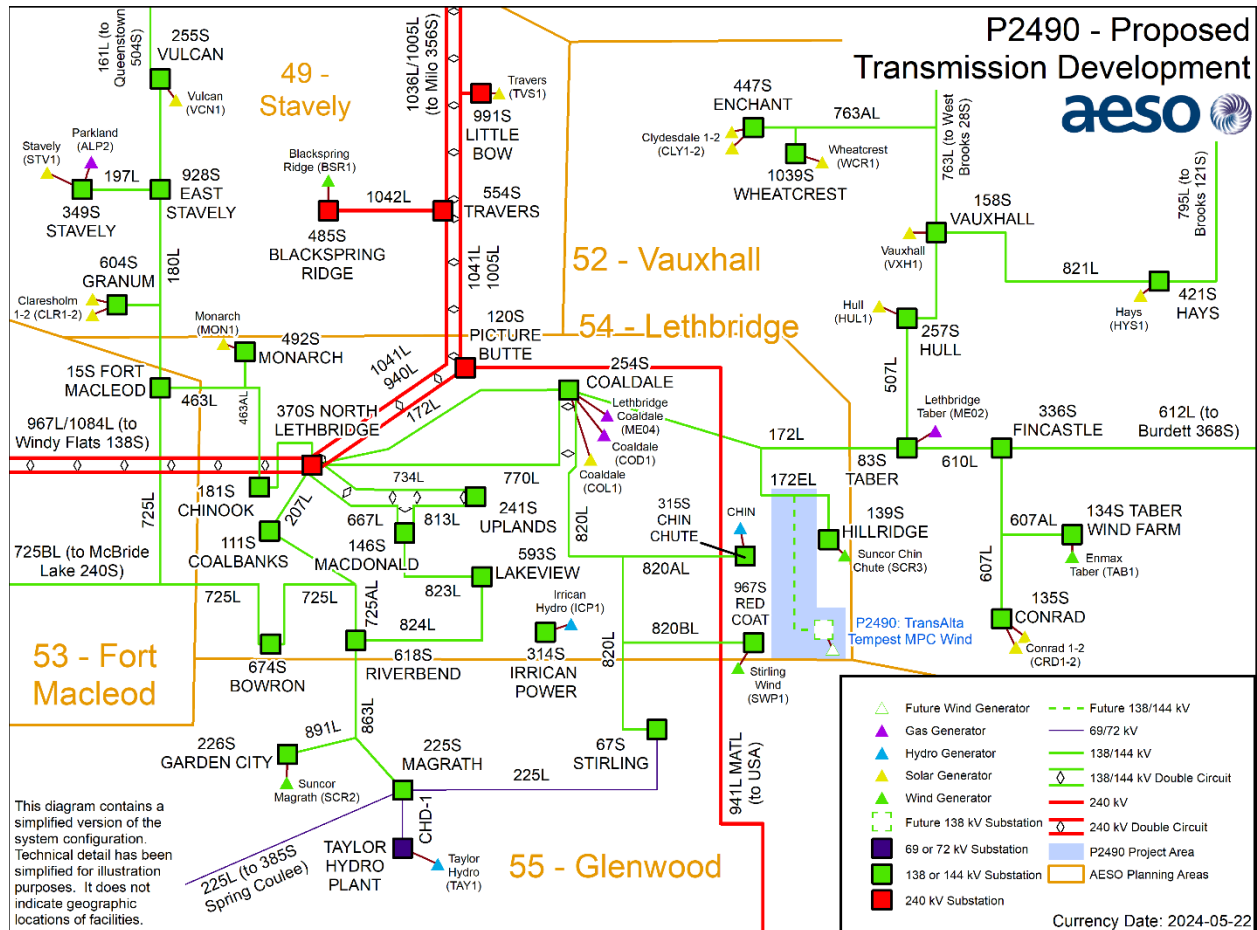 P2490 - Proposed
Transmission Development
aeso
161L (to
Queenstown
504S)
255S
VULCAN
Vulcan
(VCN1)
49 -
Stavely
1036L/1005L
(to Milo 356S)
Travers
(TVS1)
991S
LITTLE
BOW
447S
ENCHANT
763AL
Clydesdale 1-2
(CLY1-2)
Wheatcrest
(WCR1)
1039S
WHEATCREST
763L (to West
Brooks 28S)
795L (to
Brooks 121S)
Parkland
(ALP2)
Stavely
(STV1)
197L
349S
STAVELY
928S
EAST
STAVELY
Blackspring
Ridge (BSR1)
1042L
554S
TRAVERS
485S
BLACKSPRING
RIDGE
158S
VAUXHALL
Vauxhall
(VXH1)
821L
421S
HAYS
Hays
(HYS1)
604S
GRANUM
180L
Claresholm
1-2 (CLR1-2)
1041L
1005L
52 - Vauxhall
Hull
(HUL1)
257S
HULL
Monarch
(MON1)
492S
MONARCH
120S
PICTURE
BUTTE
54 - Lethbridge
507L
15S FORT
MACLEOD
463L
463AL
1041L
940L
172L
254S
COALDALE
Lethbridge
Coaldale
(ME04)
Coaldale
(COD1)
Coaldale
(COL1)
Lethbridge
Taber (ME02)
336S
FINCASTLE
612L (to
Burdett 368S)
967L/1084L (to
Windy Flats 138S)
370S NORTH
LETHBRIDGE
172L
83S
TABER
610L
181S
CHINOOK
207L
734L
770L
172EL
725L
667L
813L
241S
UPLANDS
820L
315S
CHIN
CHUTE
CHIN
139S
HILLRIDGE
Suncor Chin
Chute (SCR3)
607AL
134S TABER
WIND FARM
Enmax
Taber (TAB1)
111S
COALBANKS
146S
MACDONALD
593S
LAKEVIEW
820AL
725BL (to McBride
Lake 240S)
725L
725L
725AL
823L
824L
Irrican
Hydro (ICP1)
967S
RED
COAT
607L
135S
CONRAD
Conrad 1-2
(CRD1-2)
P2490: TransAlta
Tempest MPC Wind
820L
820BL
53 - Fort
Macleod
674S
BOWRON
618S
RIVERBEND
314S
IRRICAN
POWER
Stirling
Wind
(SWP1)
863L
891L
226S
GARDEN CITY
225S
MAGRATH
67S
STIRLING
225L
941L MATL
(to USA)
Suncor
Magrath (SCR2)
CHD-1
TAYLOR
HYDRO
PLANT
Taylor
Hydro
(TAY1)
225L (to 385S
Spring Coulee)
55 - Glenwood
This diagram contains a
simplified version of the
system configuration.
Technical detail has been
simplified for illustration
purposes. It does not
indicate geographic
locations of facilities.
Future Wind Generator
Gas Generator
Hydro Generator
Solar Generator
Wind Generator
Future 138 kV Substation
69 or 72 kV Substation
138 or 144 kV Substation
240 kV Substation
Future 138/144 kV
69/72 kV
138/144 kV
138/144 kV Double Circuit
240 kV
240 kV Double Circuit
P2490 Project Area
AESO Planning Areas
Currency Date: 2024-05-22